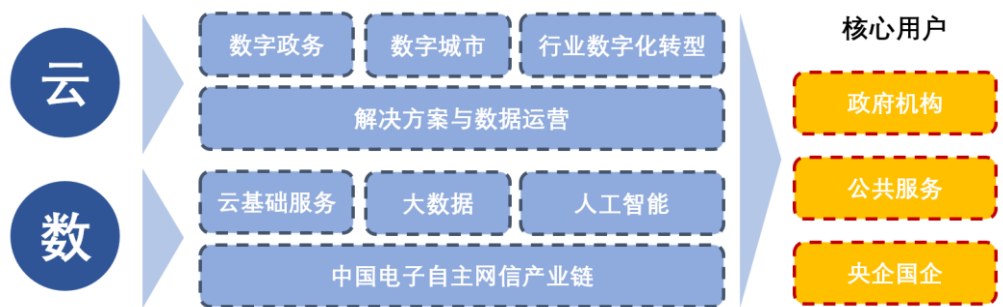 云
数字政务
数字城市
行业数字化转型
解决方案与数据运营
数
云基础服务
大数据
人工智能
中国电子自主网信产业链
核心用户
政府机构
公共服务
央企国企